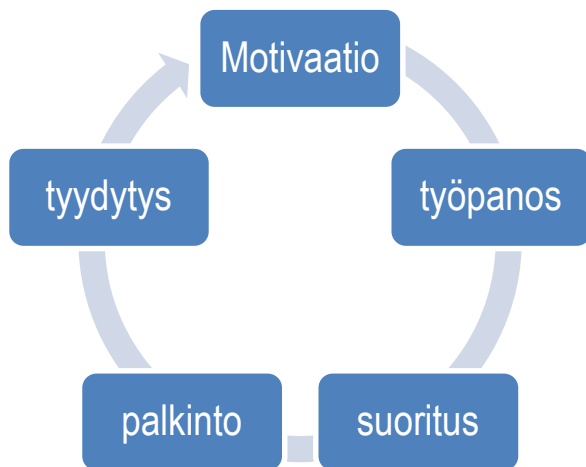 Motivaatio
työpanos
suoritus
palkinto
tyydytys